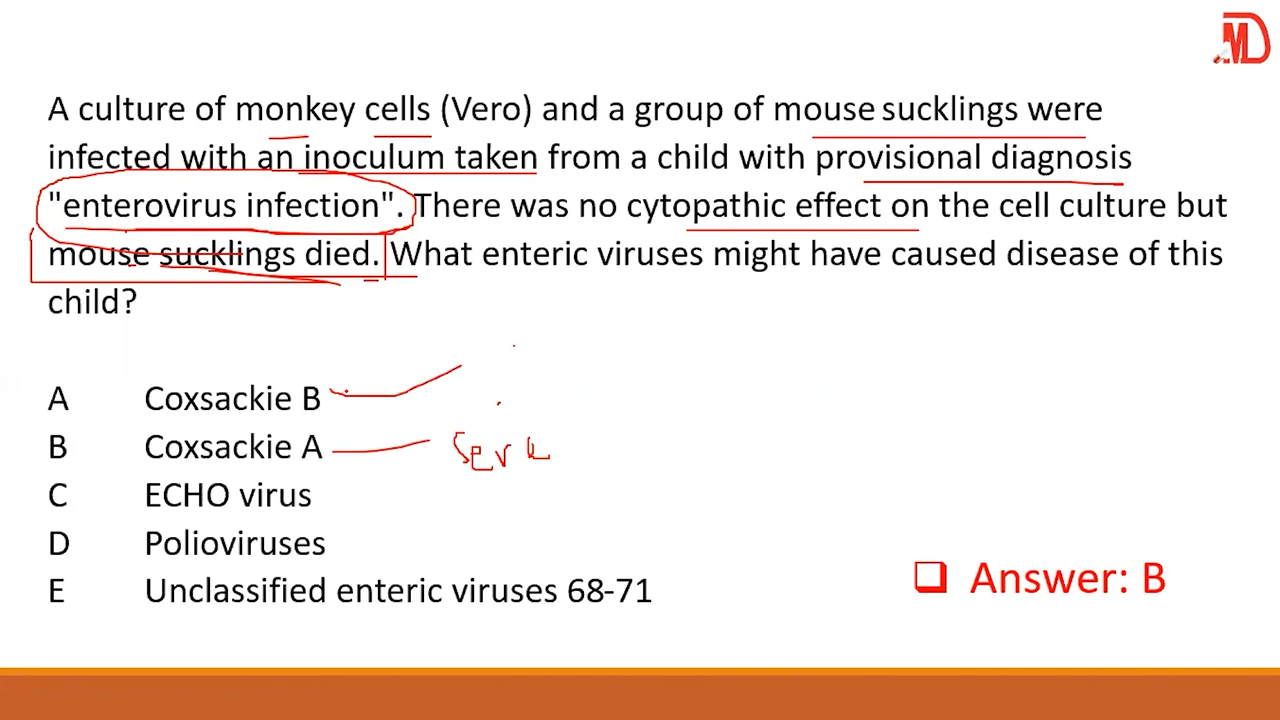 MD
A culture of monkey cells (Vero) and a group of mouse sucklings were
infected with an inoculum taken from a child with provisional diagnosis
"enterovirus infection". There was no cytopathic effect on the cell culture but
mouse sucklings died. What enteric viruses might have caused disease of this
child?
A Coxsackie B
B Coxsackie A
C ECHO virus
D Polioviruses
E Unclassified enteric viruses 68-71
Answer: B